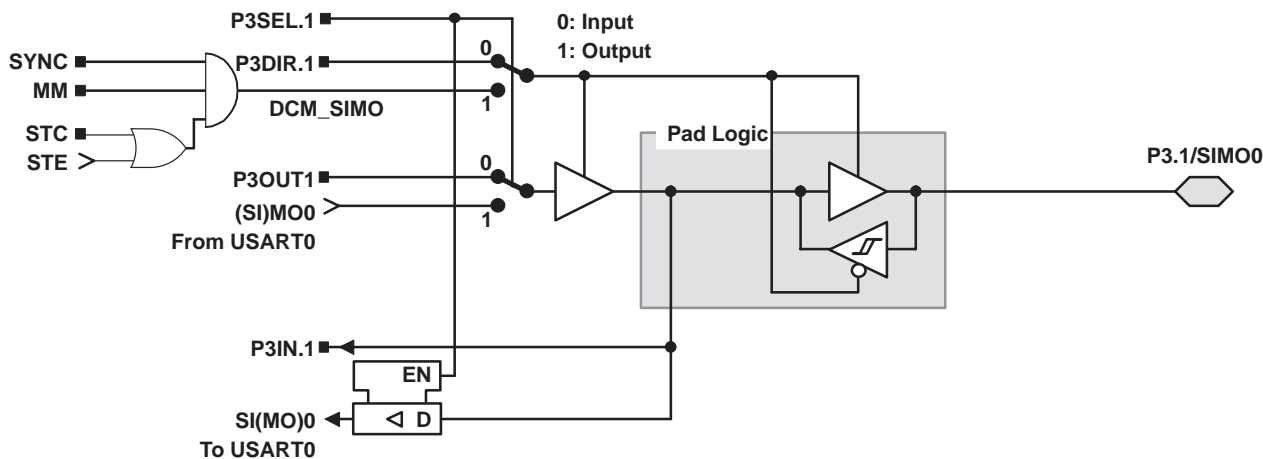 P3SEL.1
0: Input
1: Output
SYNC
P3DIR.1
0
MM
1
DCM_SIMO
STC
STE
Pad Logic
P3.1/SIMO0
P3OUT1
0
(SI)MO0
1
From USART0
P3IN.1
EN
SI(MO)0
D
To USART0